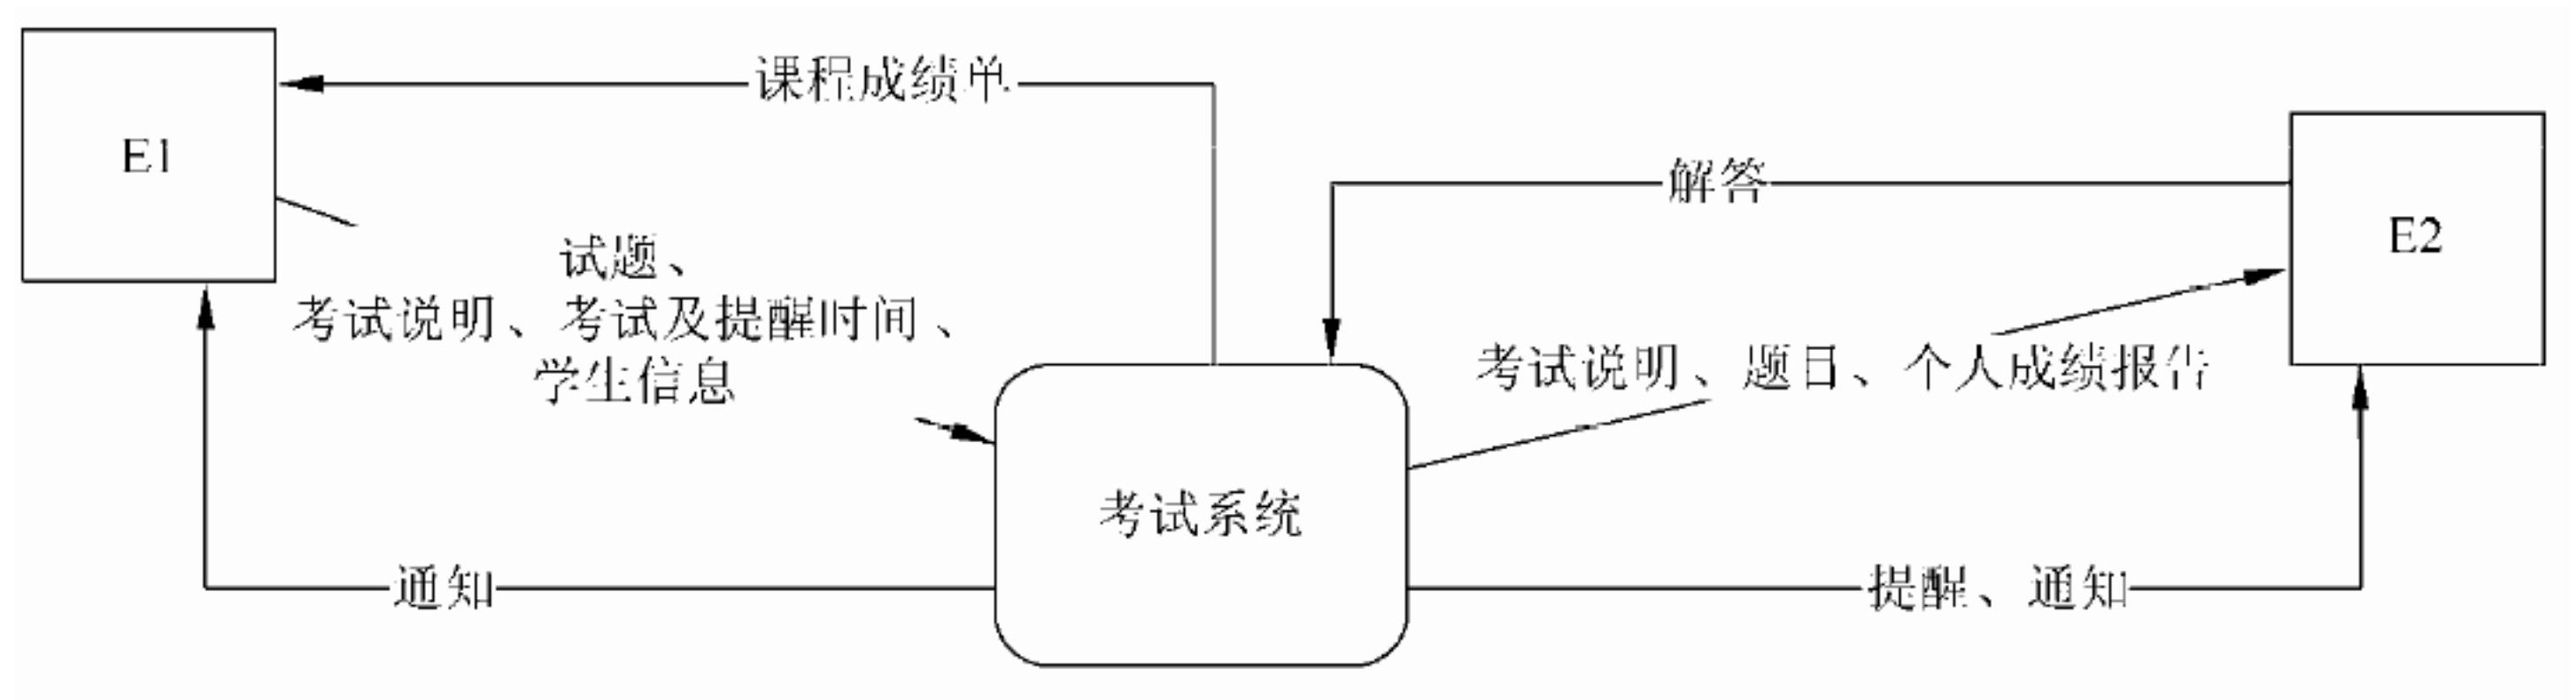 课程成绩单
E1
解答
E2
试题、
考试说明、考试及提醒时间、
学生信息
考试说明、题目、个人成绩报告
考试系统
通知
提醒、通知